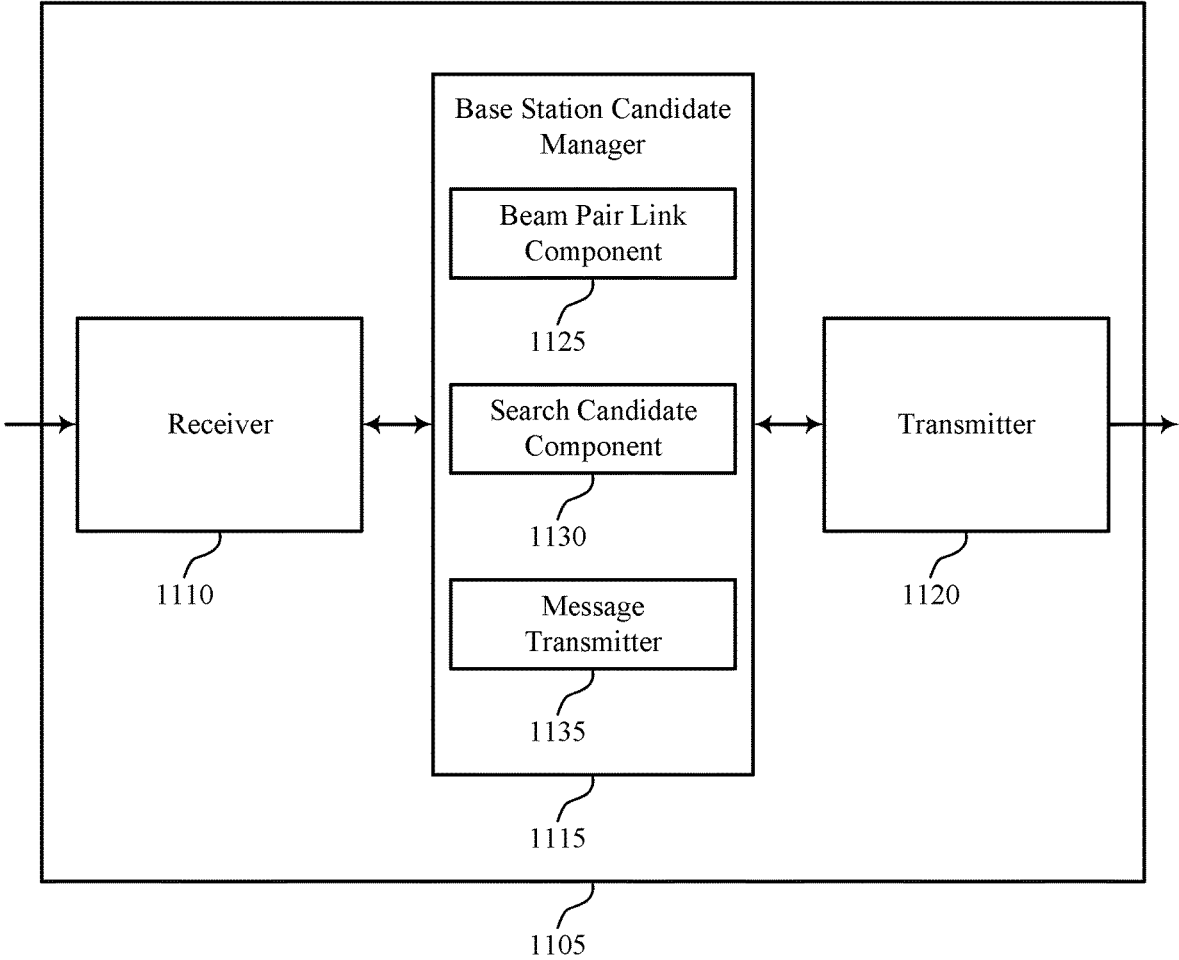 Base Station Candidate
Manager
Beam Pair Link
Component
1125
Receiver
Search Candidate
Component
Transmitter
1130
1110
1120
Message
Transmitter
1135
1115
1105